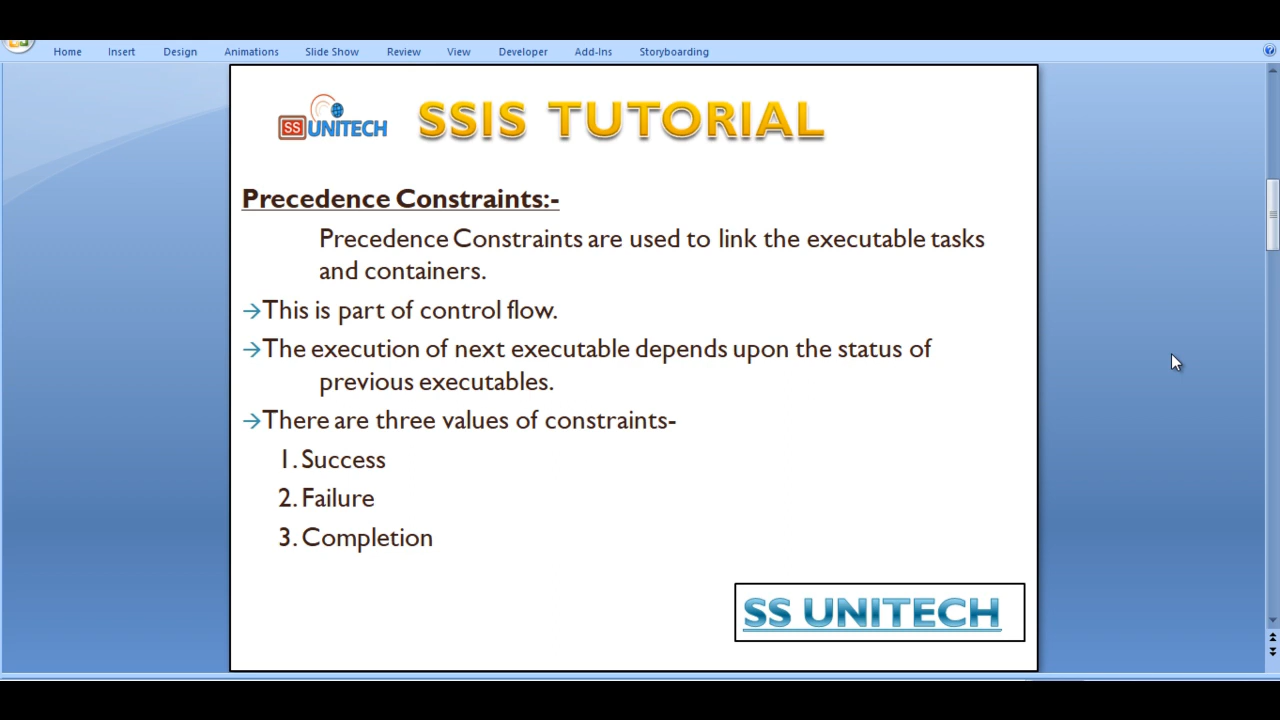 Home Insert Design Animations Slide Show Review View Developer Add-Ins Storyboarding
SS UNITECH
SSIS TUTORIAL
Precedence Constraints:-
Precedence Constraints are used to link the executable tasks
and containers.
→This is part of control flow.
→The execution of next executable depends upon the status of
previous executables.
→There are three values of constraints-
1. Success
2. Failure
3. Completion
SS UNITECH